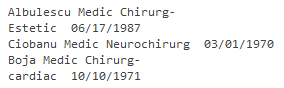 Albulescu Medic Chirurg-
Estetic  06/17/1987
Ciobanu Medic Neurochirurg  03/01/1970
Boja Medic Chirurg-
cardiac  10/10/1971